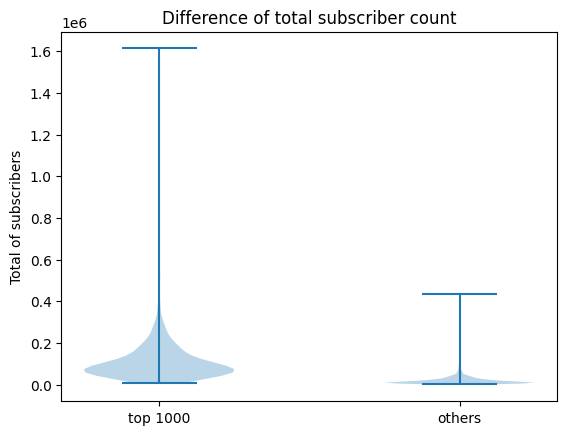 Difference of total subscriber count
1e6
1.6
1.4
1.2
1.0
0.8
0.6
0.4
0.2
0.0
Total of subscribers
top 1000
others